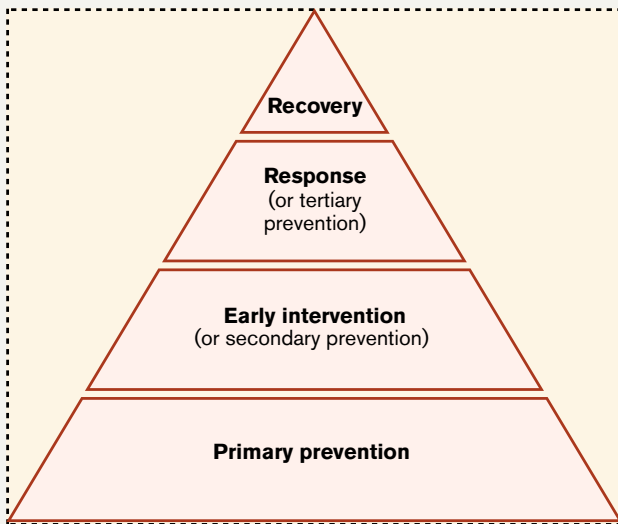 Recovery
Response
(or tertiary
prevention)
Early intervention
(or secondary prevention)
Primary prevention